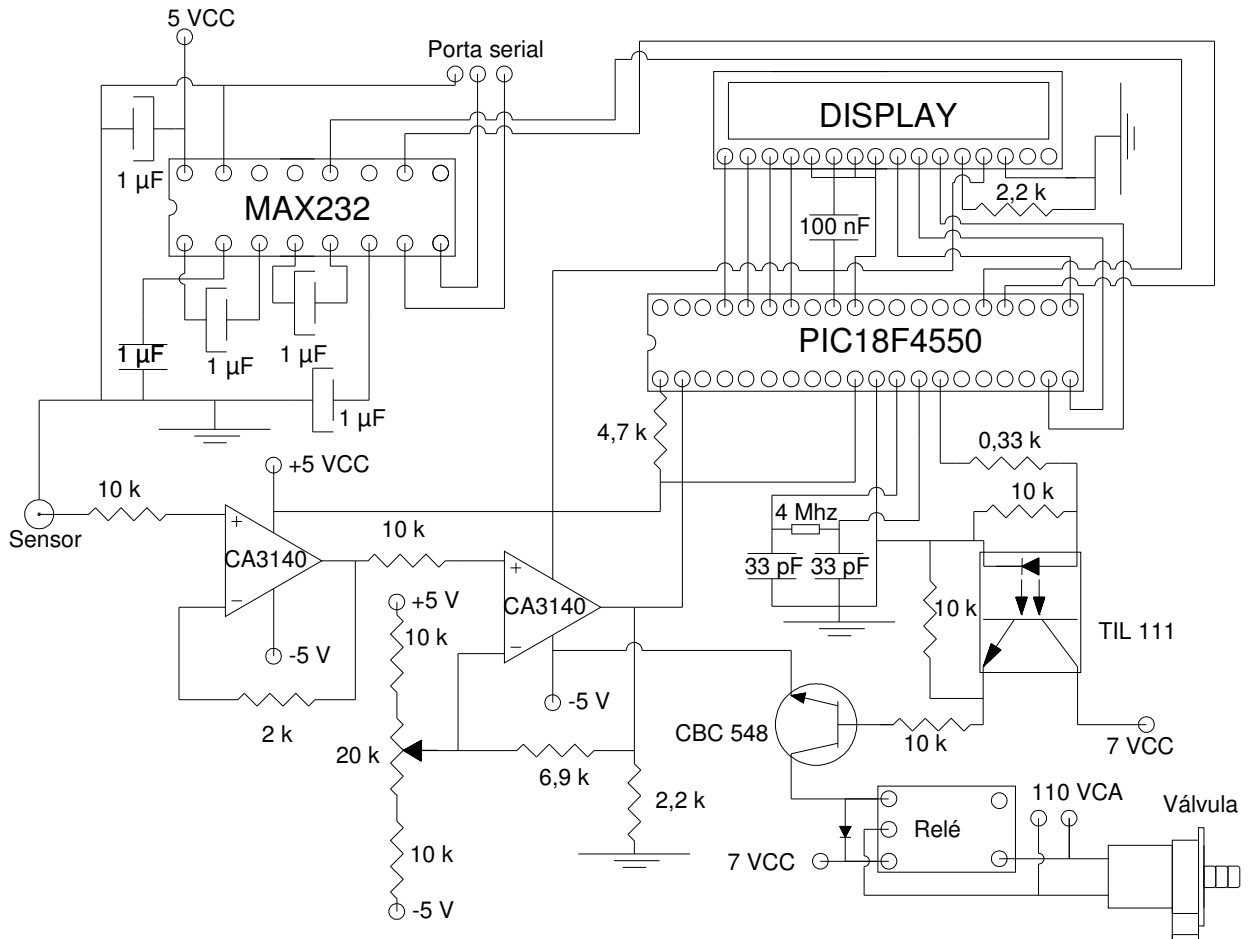 5 VCC
Porta serial
DISPLAY
1 µF
MAX232
2,2 k
100 nF
PIC18F4550
1 µF
1 µF
1 µF
1 µF
4,7 k
0,33 k
+5 VCC
10 k
10 k
Sensor
CA3140
10 k
4 Mhz
33 pF
33 pF
CA3140
+5 V
10 k
10 k
TIL 111
-5 V
2 k
-5 V
CBC 548
10 k
7 VCC
20 k
6,9 k
2,2 k
110 VCA
Válvula
Relé
10 k
7 VCC
-5 V